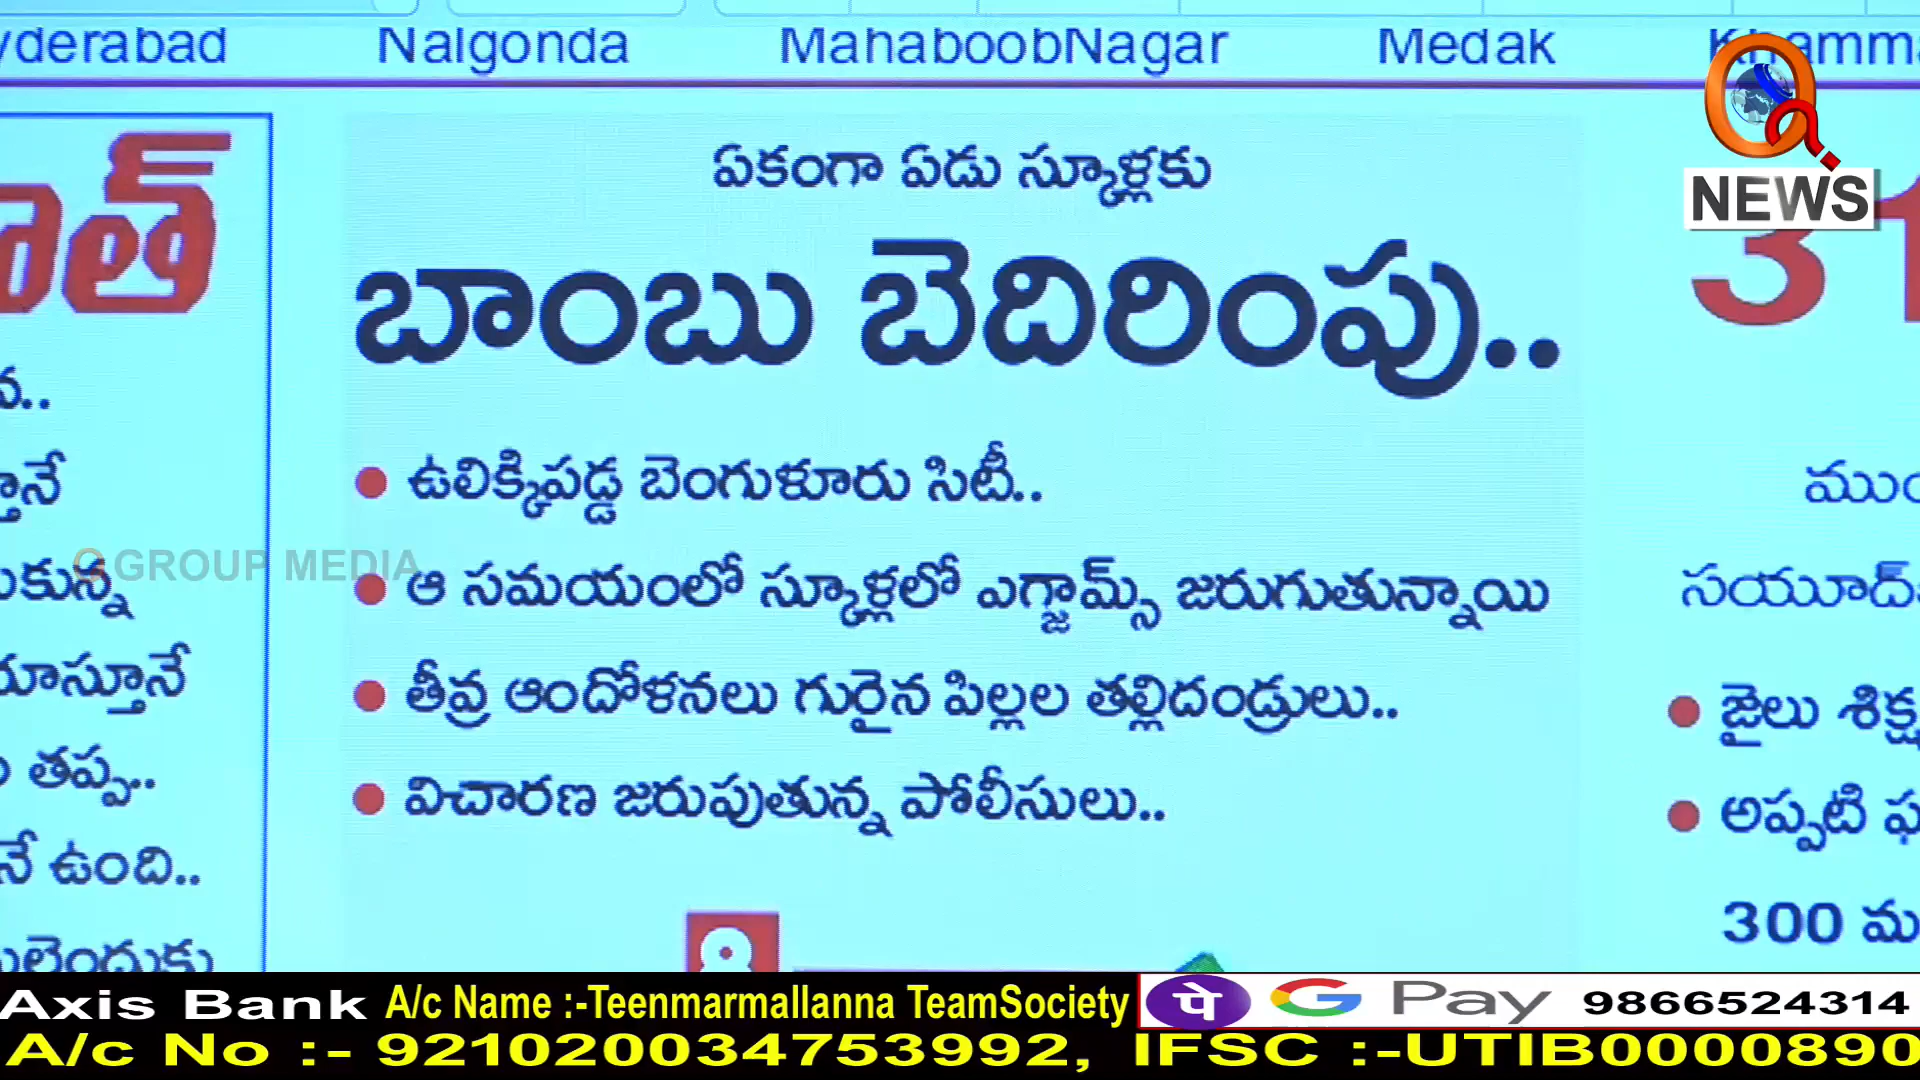 Nalgonda MahaboobNagar Medak
NEWS
ఏకంగా ఏడు స్కూళ్లకు
బాంబు బెదిరింపు..
ఉలిక్కిపడ్డ బెంగుళూరు సిటీ..
ఆ సమయంలో స్కూళ్లలో ఎగ్జామ్స్ జరుగుతున్నాయి
తీవ్ర ఆందోళనలు గురైన పిల్లల తల్లిదండ్రులు..
విచారణ జరుపుతున్న పోలీసులు..
తప్ప..
ఉంది..
GROUP MEDIA
జైలు
అప్పటి
300
Axis Bank A/c Name :-Teenmarmallanna TeamSociety
पे G Pay 9866524314
A/c No :- 921020034753992, IFSC :-UTIB0000890